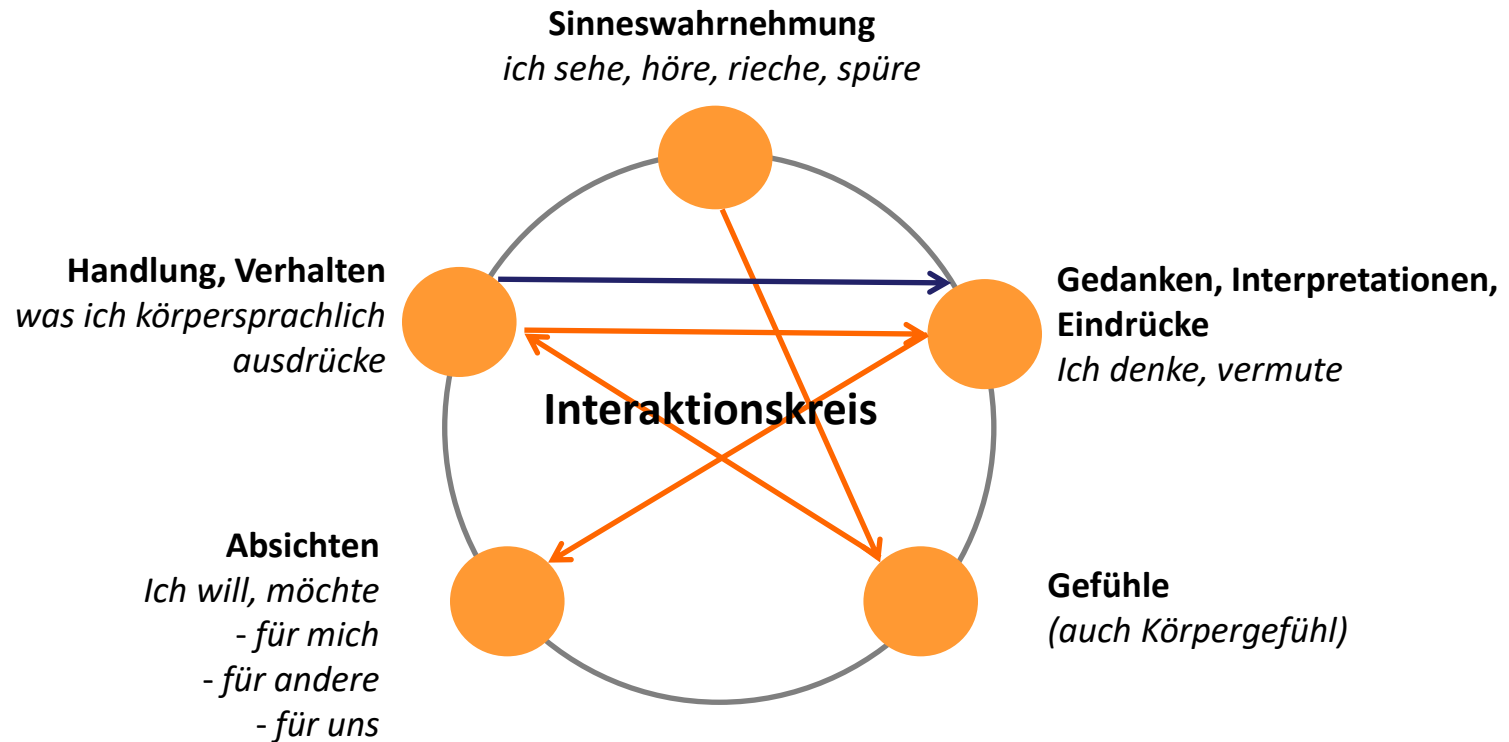 Sinneswahrnehmung
ich sehe, höre, rieche, spüre
Handlung, Verhalten
was ich körpersprachlich
ausdrücke
Gedanken, Interpretationen,
Eindrücke
Ich denke, vermute
Interaktionskreis
Absichten
Ich will, möchte
- für mich
- für andere
- für uns
Gefühle
(auch Körpergefühl)